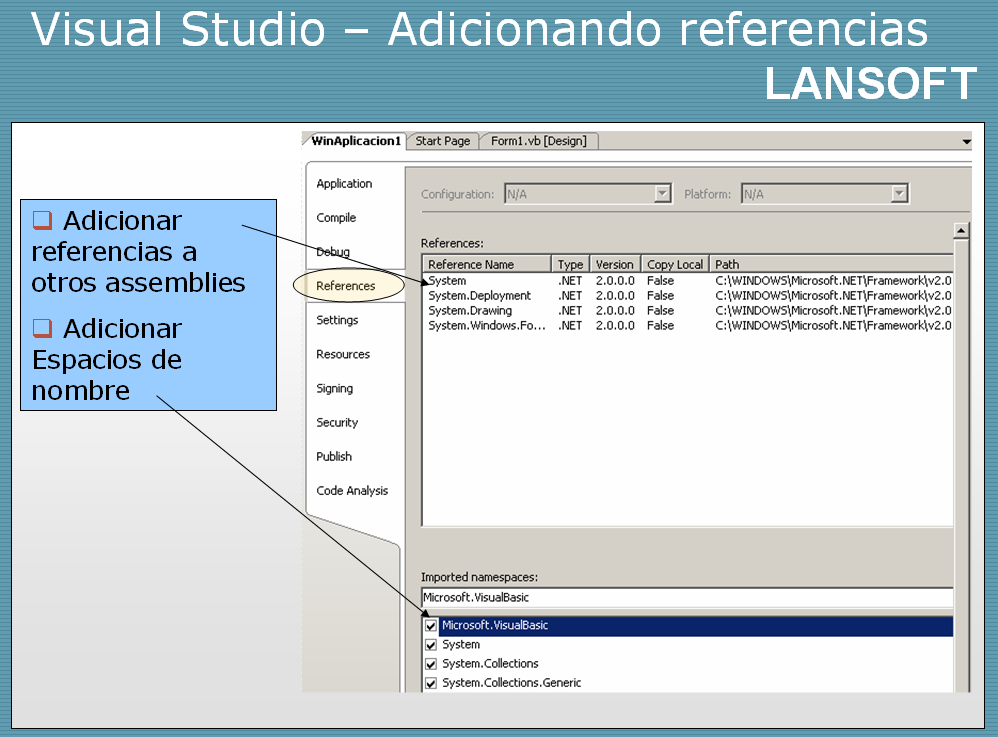 Visual Studio – Adicionando referencias
LANSOFT
WinAplicacion1 Start Page Form1.vb [Design]
Application
Compile
Debug
References
Settings
Resources
Signing
Security
Publish
Code Analysis
Configuration: N/A Platform: N/A
Adicionar
referencias a
otros assemblies
Adicionar
Espacios de
nombre
References:
Reference Name Type Version Copy Local Path
System .NET 2.0.0.0 False C:\WINDOWS\Microsoft.NET\Framework\v2.0
System.Deployment .NET 2.0.0.0 False C:\WINDOWS\Microsoft.NET\Framework\v2.0
System.Drawing .NET 2.0.0.0 False C:\WINDOWS\Microsoft.NET\Framework\v2.0
System.Windows.Fo... .NET 2.0.0.0 False C:\WINDOWS\Microsoft.NET\Framework\v2.0
Imported namespaces:
Microsoft.VisualBasic
Microsoft.VisualBasic
System
System.Collections
System.Collections.Generic